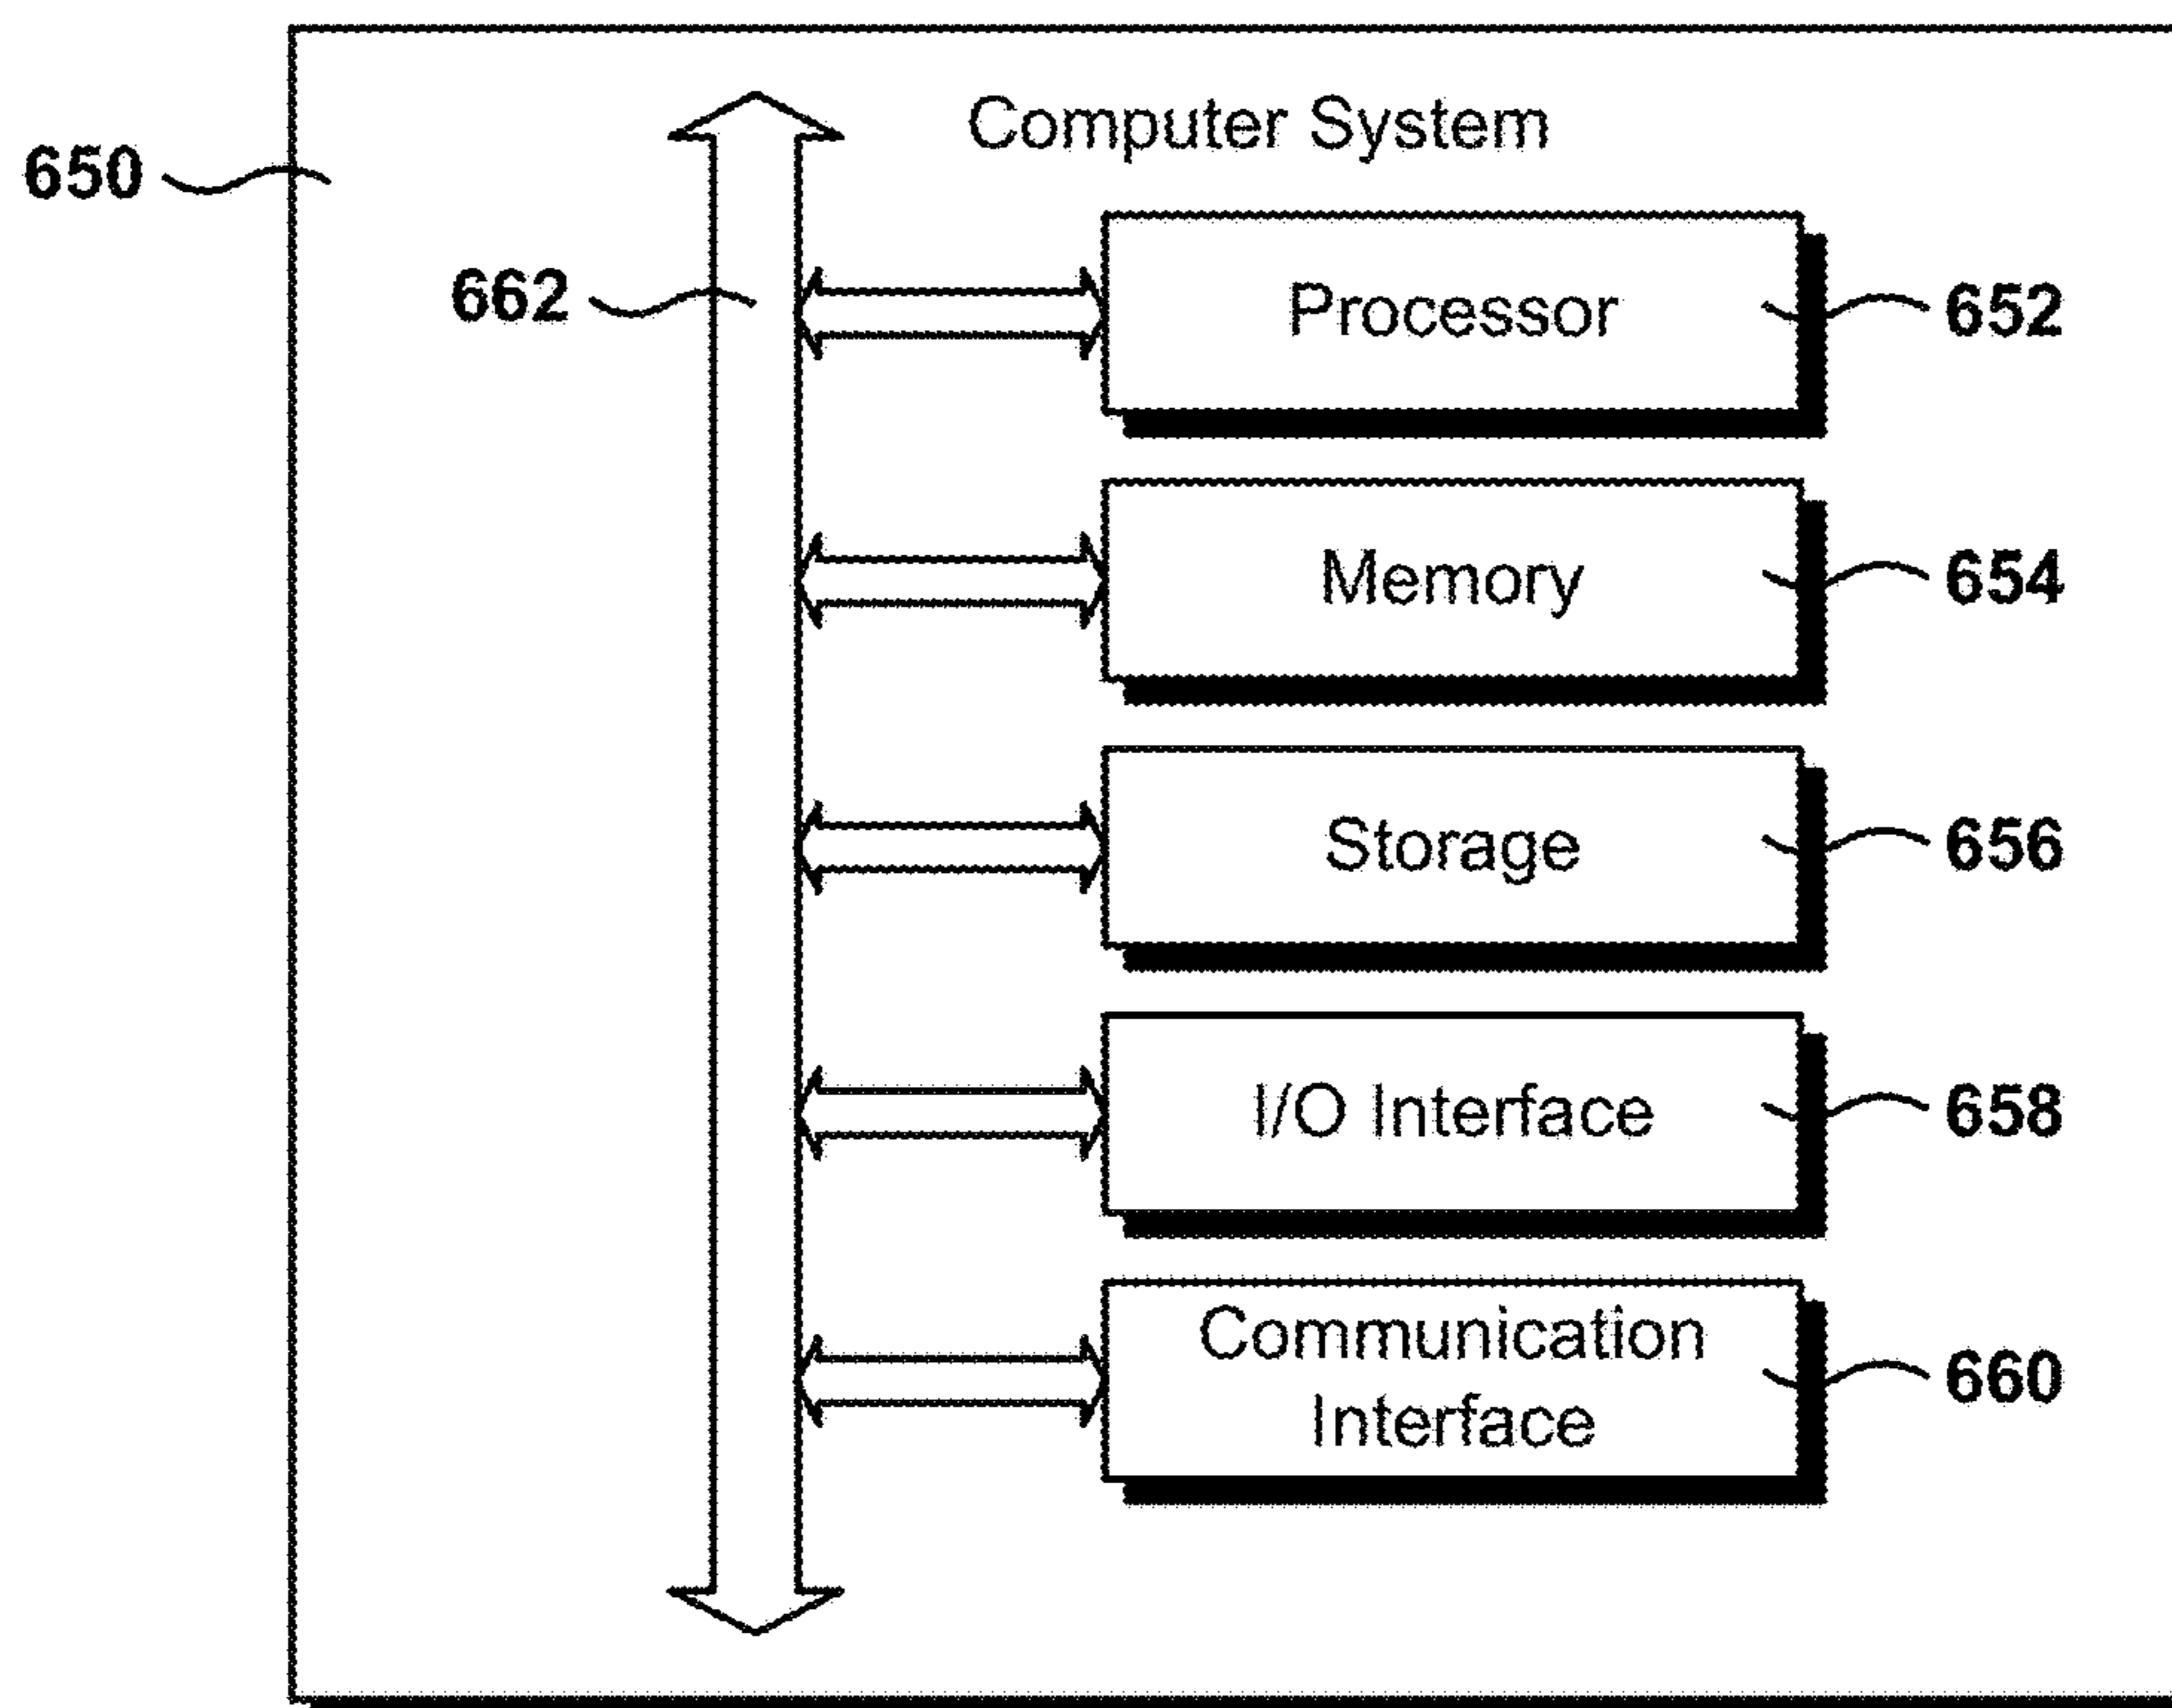 Computer System
650
662
Processor
652
Memory
654
Storage
656
I/O Interface
658
Communication
Interface
660